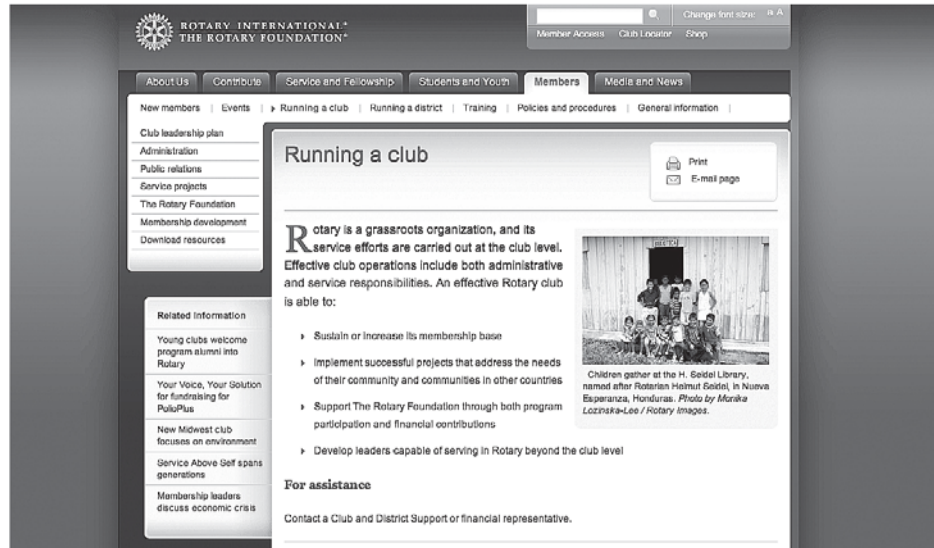 ROTARY INTERNATIONAL®
THE ROTARY FOUNDATION®
Change font size: a A
Member Access Club Locator Shop
About Us Contribute Service and Fellowship Students and Youth Members Media and News
New members | Events | Running a club | Running a district | Training | Policies and procedures | General information |
Club leadership plan
Administration
Public relations
Service projects
The Rotary Foundation
Membership development
Download resources
Related Information
Young clubs welcome
program alumni into
Rotary
Your Voice, Your Solution
for fundraising for
PolioPlus
New Midwest club
focuses on environment
Service Above Self spans
generations
Membership leaders
discuss economic crisis
Running a club
Print
E-mail page
Rotary is a grassroots organization, and its
service efforts are carried out at the club level.
Effective club operations include both administrative
and service responsibilities. An effective Rotary club
is able to:
Sustain or increase its membership base
Implement successful projects that address the needs
of their community and communities in other countries
Support The Rotary Foundation through both program
participation and financial contributions
Develop leaders capable of serving in Rotary beyond the club level
Children gather at the H. Seidel Library,
named after Rotarian Helmut Seidel, in Nueva
Esperanza, Honduras. Photo by Monika
Lozinska-Lee / Rotary Images.
For assistance
Contact a Club and District Support or financial representative.